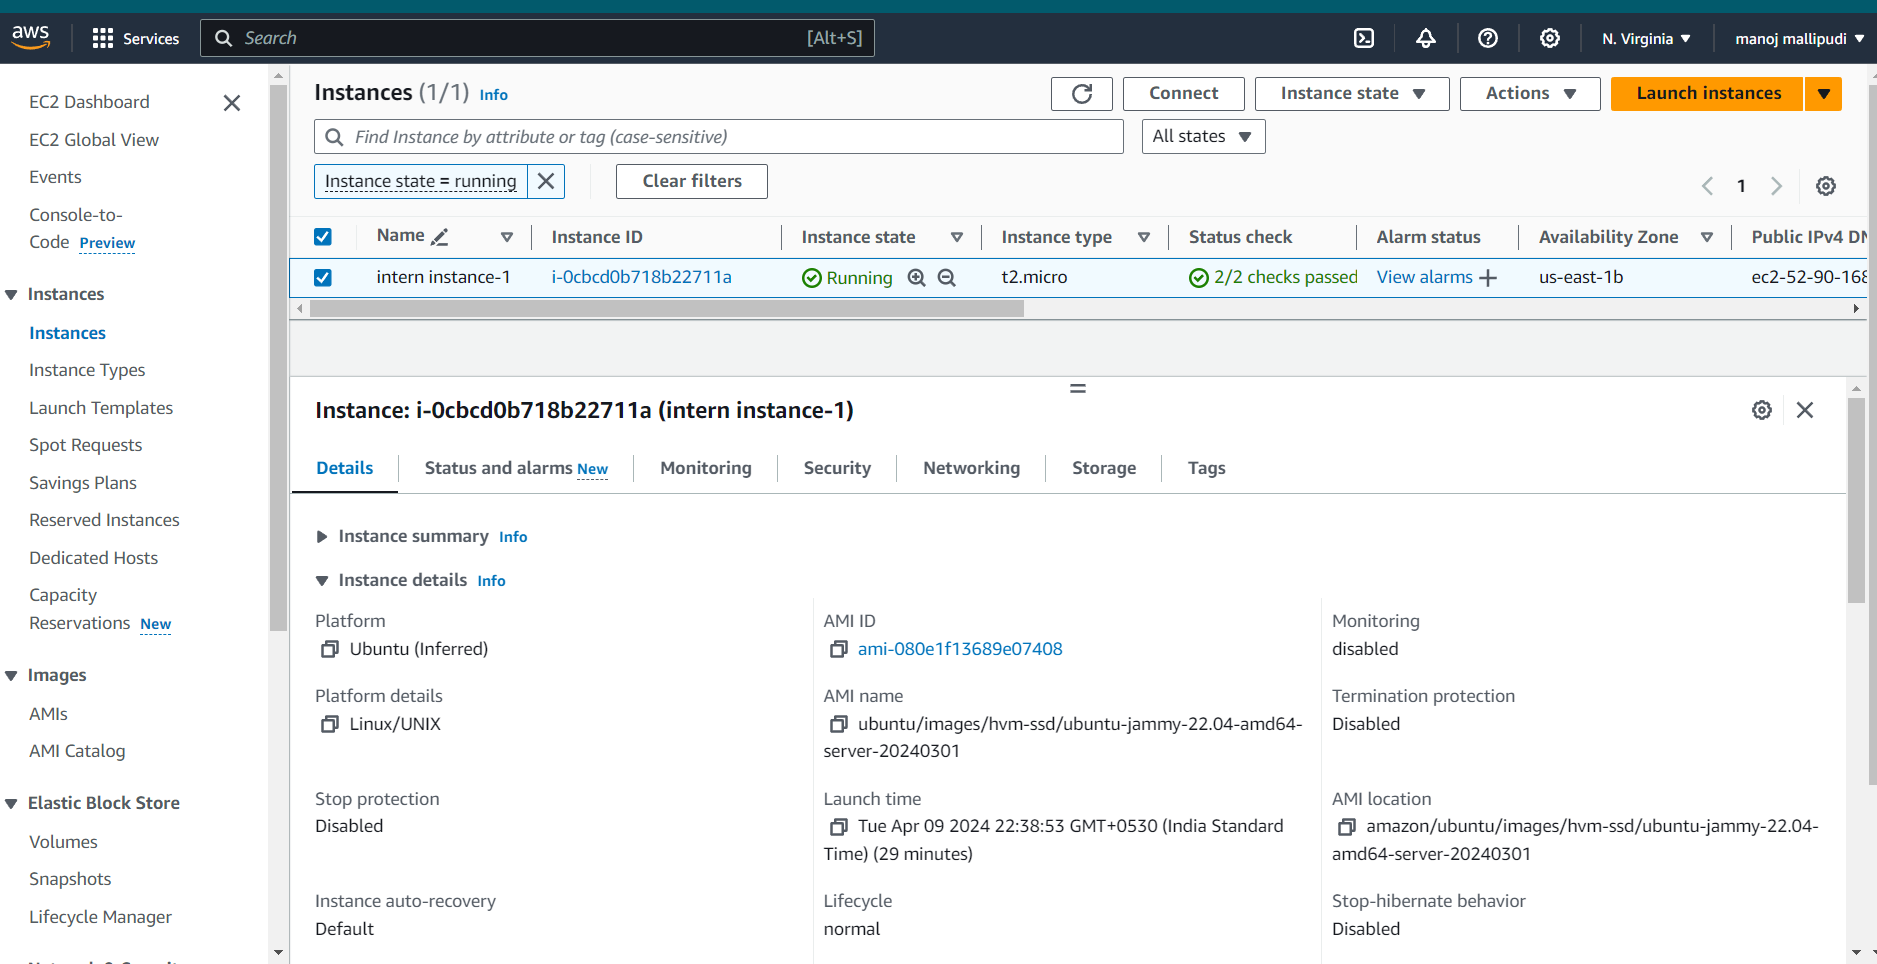 aws
Services
Search
[Alt+S]
N. Virginia
manoj mallipudi
EC2 Dashboard
EC2 Global View
Events
Console-to-
Code Preview
Instances
Instances
Instance Types
Launch Templates
Spot Requests
Savings Plans
Reserved Instances
Dedicated Hosts
Capacity
Reservations New
Images
AMIs
AMI Catalog
Elastic Block Store
Volumes
Snapshots
Lifecycle Manager
Instances (1/1) Info
Connect
Instance state
Actions
Launch instances
Find Instance by attribute or tag (case-sensitive)
All states
Instance state = running
Clear filters
1
Name
Instance ID
Instance state
Instance type
Status check
Alarm status
Availability Zone
Public IPv4
intern instance-1
i-0cbcd0b718b22711a
Running
t2.micro
2/2 checks passed
View alarms
us-east-1b
ec2-52-90-168
Instance: i-0cbcd0b718b22711a (intern instance-1)
Details
Status and alarms New
Monitoring
Security
Networking
Storage
Tags
Instance summary Info
Instance details Info
Platform
Ubuntu (Inferred)
AMI ID
ami-080e1f13689e07408
Monitoring
disabled
Platform details
Linux/UNIX
AMI name
ubuntu/images/hvm-ssd/ubuntu-jammy-22.04-amd64-
server-20240301
Termination protection
Disabled
Stop protection
Disabled
Launch time
Tue Apr 09 2024 22:38:53 GMT+0530 (India Standard
Time) (29 minutes)
AMI location
amazon/ubuntu/images/hvm-ssd/ubuntu-jammy-22.04-
amd64-server-20240301
Instance auto-recovery
Default
Lifecycle
normal
Stop-hibernate behavior
Disabled